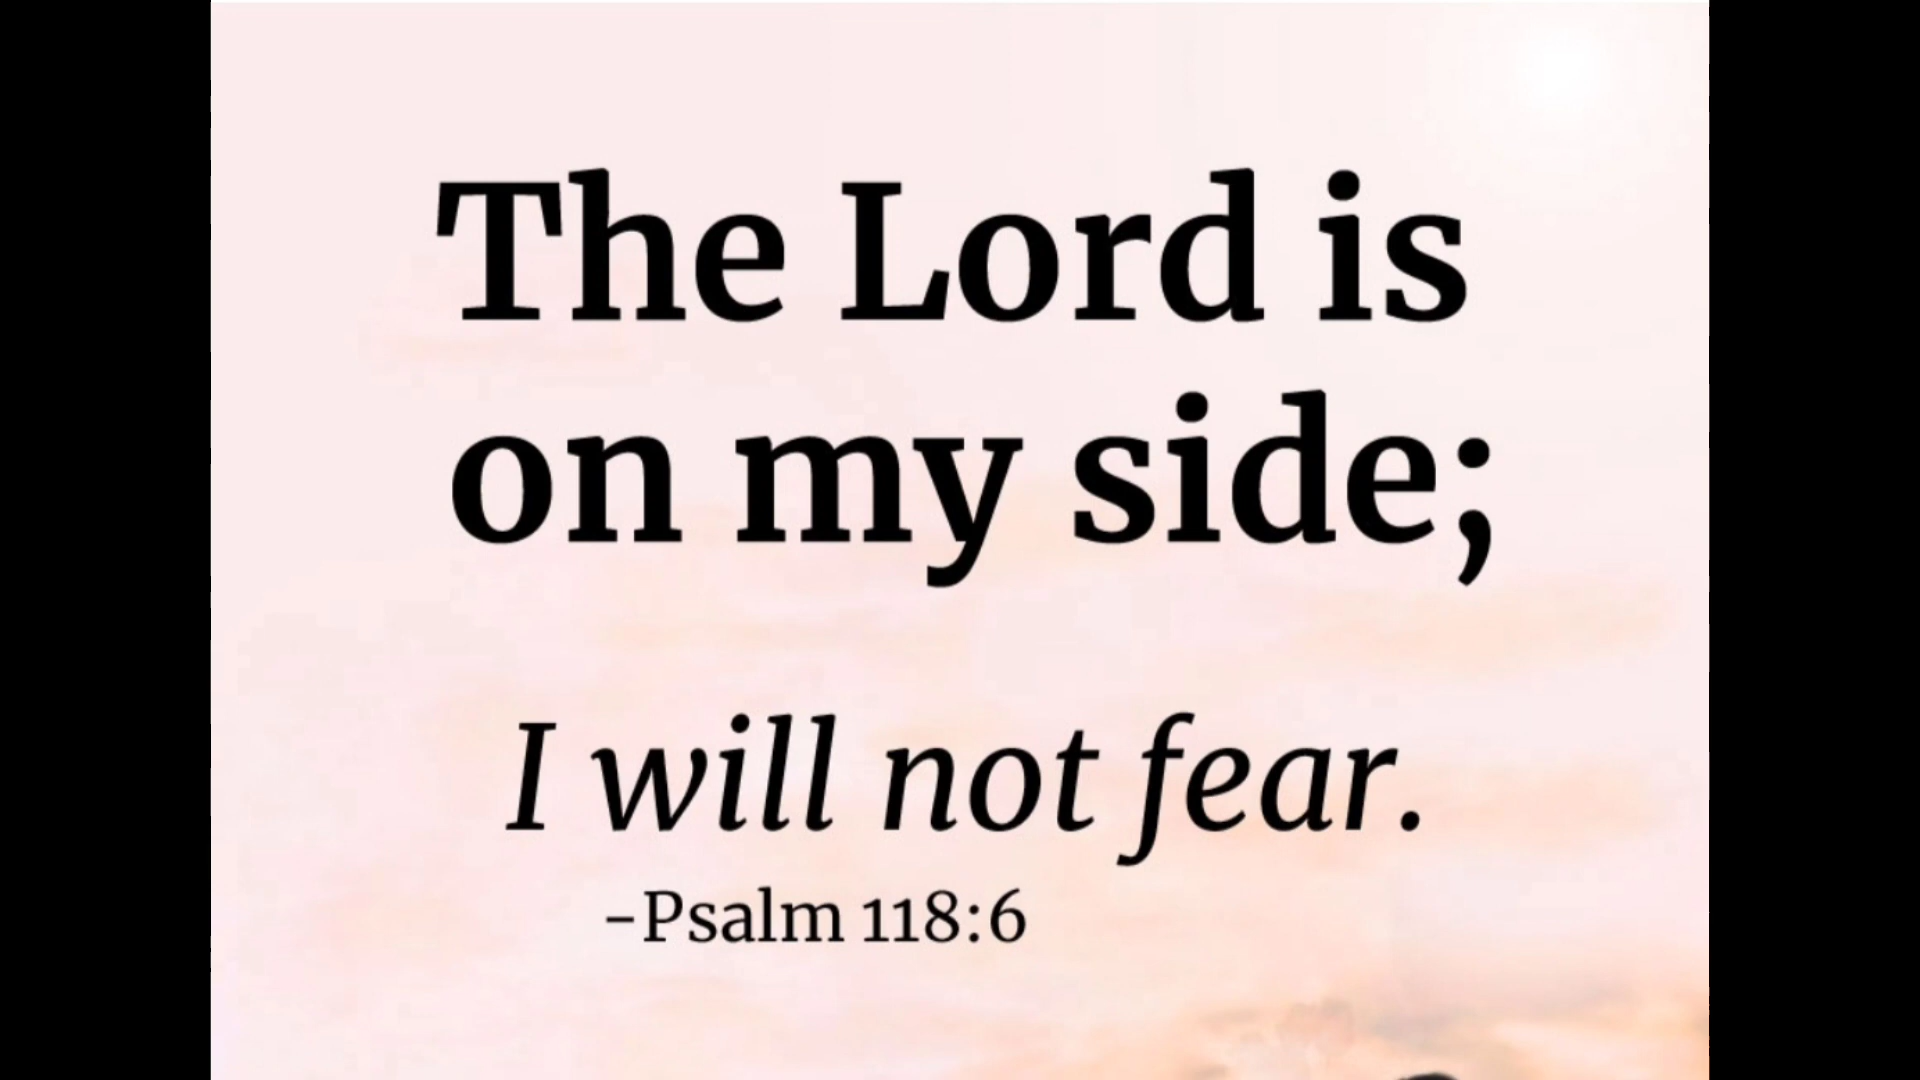 The Lord is
on my side;
I will not fear.
-Psalm 118:6